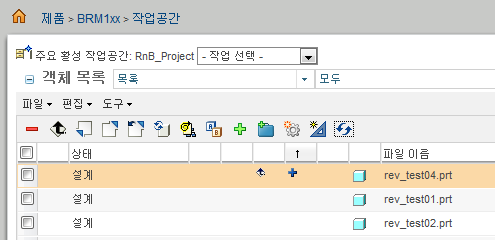 제품 > BRM1xx > 작업공간
주요 활성 작업공간: RnB_Project - 작업 선택 -
객체 목록 목록 모두
파일 편집 도구
상태 파일 이름
설계 rev_test04.prt
설계 rev_test01.prt
설계 rev_test02.prt